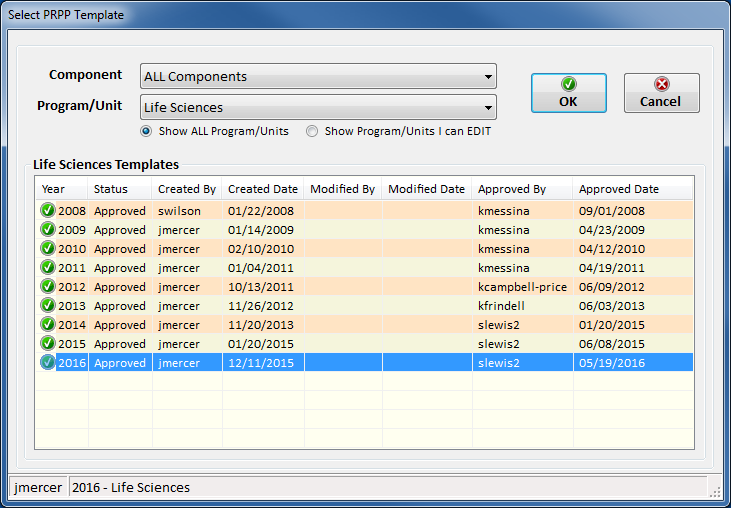 Select PRPP Template
Component ALL Components
OK Cancel
Program/Unit Life Sciences
Show ALL Program/Units Show Program/Units I can EDIT
Life Sciences Templates
Year Status Created By Created Date Modified By Modified Date Approved By Approved Date
2008 Approved swilson 01/22/2008 kmessina 09/01/2008
2009 Approved jmercer 01/14/2009 kmessina 04/23/2009
2010 Approved jmercer 02/10/2010 kmessina 04/12/2010
2011 Approved jmercer 01/04/2011 kmessina 04/19/2011
2012 Approved jmercer 10/13/2011 kcampbell-price 06/09/2012
2013 Approved jmercer 11/26/2012 kfrindell 06/03/2013
2014 Approved jmercer 11/20/2013 slewis2 01/20/2015
2015 Approved jmercer 01/20/2015 slewis2 06/08/2015
2016 Approved jmercer 12/11/2015 slewis2 05/19/2016
jmercer 2016 - Life Sciences